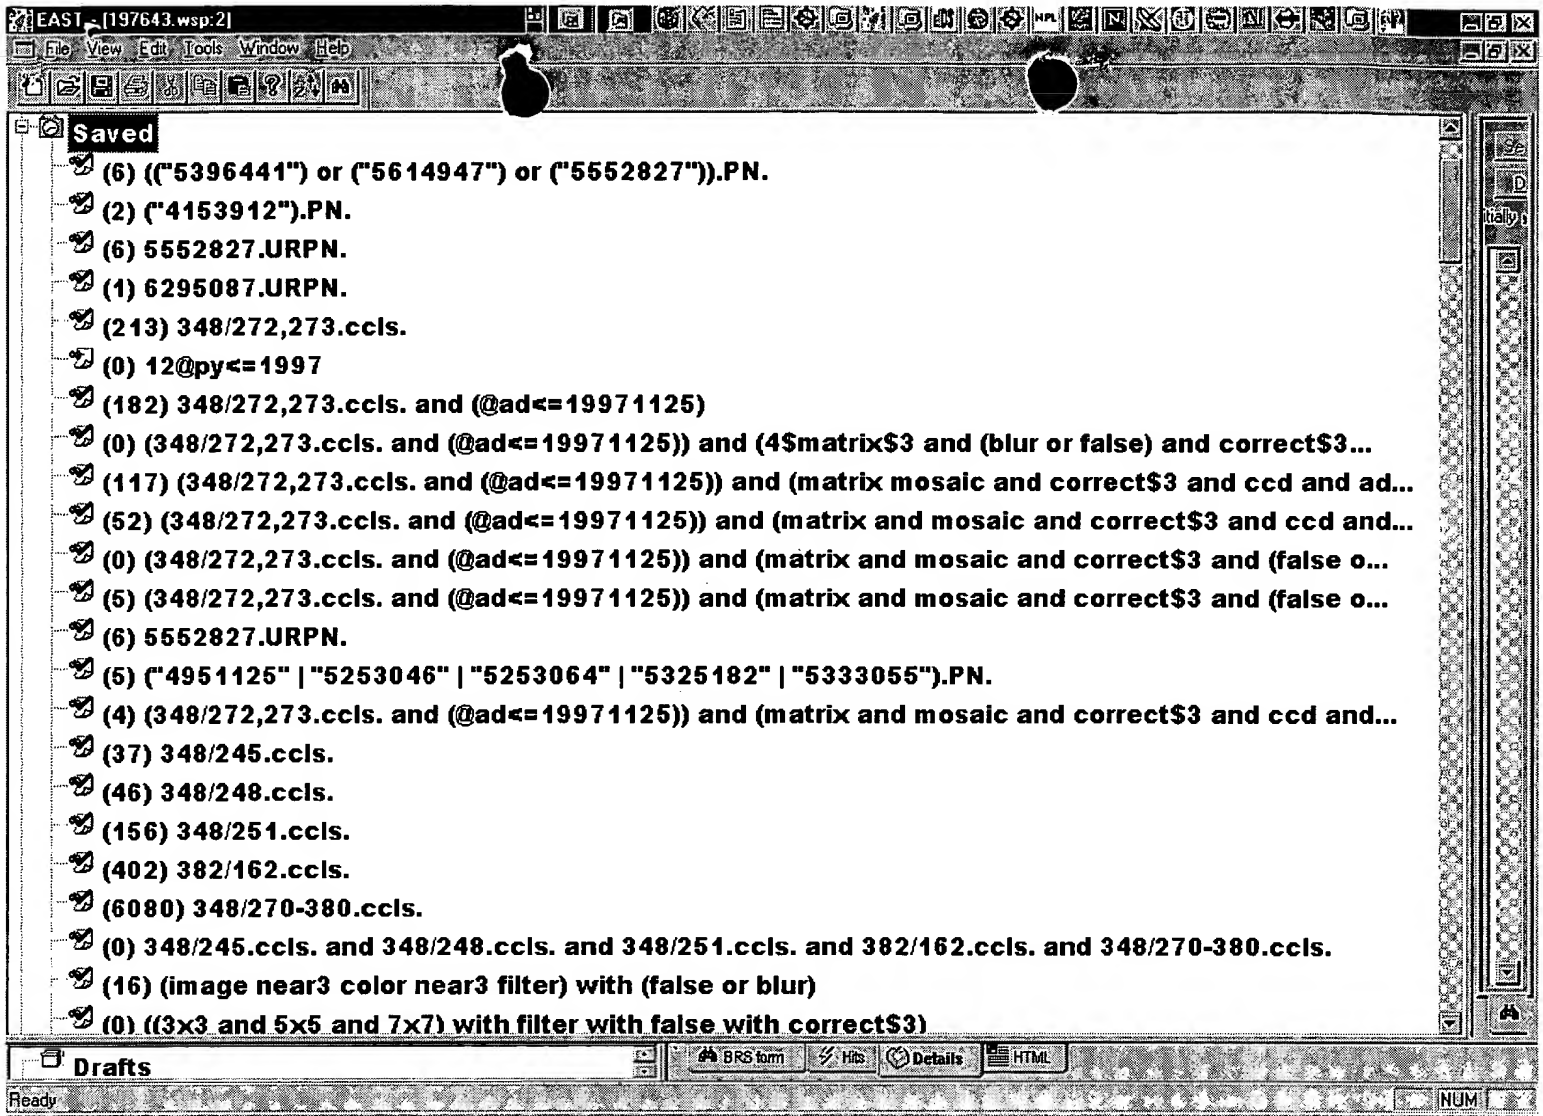 EAST - [197643.wsp:2]
File View Edit Tools Window Help
Saved
(6) (("5396441") or ("5614947") or ("5552827")).PN.
(2) ("4153912").PN.
(6) 5552827.URPN.
(1) 6295087.URPN.
(213) 348/272,273.ccls.
(0) 12@py<=1997
(182) 348/272,273.ccls. and (@ad<=19971125)
(0) (348/272,273.ccls. and (@ad<=19971125)) and (4$matrix$3 and (blur or false) and correct$3...
(117) (348/272,273.ccls. and (@ad<=19971125)) and (matrix mosaic and correct$3 and ccd and ad...
(52) (348/272,273.ccls. and (@ad<=19971125)) and (matrix and mosaic and correct$3 and ccd and...
(0) (348/272,273.ccls. and (@ad<=19971125)) and (matrix and mosaic and correct$3 and (false o...
(5) (348/272,273.ccls. and (@ad<=19971125)) and (matrix and mosaic and correct$3 and (false o...
(6) 5552827.URPN.
(5) ("4951125" | "5253046" | "5253064" | "5325182" | "5333055").PN.
(4) (348/272,273.ccls. and (@ad<=19971125)) and (matrix and mosaic and correct$3 and ccd and...
(37) 348/245.ccls.
(46) 348/248.ccls.
(156) 348/251.ccls.
(402) 382/162.ccls.
(6080) 348/270-380.ccls.
(0) 348/245.ccls. and 348/248.ccls. and 348/251.ccls. and 382/162.ccls. and 348/270-380.ccls.
(16) (image near3 color near3 filter) with (false or blur)
(0) ((3x3 and 5x5 and 7x7) with filter with false with correct$3)
Drafts
BRS form Hits Details HTML
Ready NUM